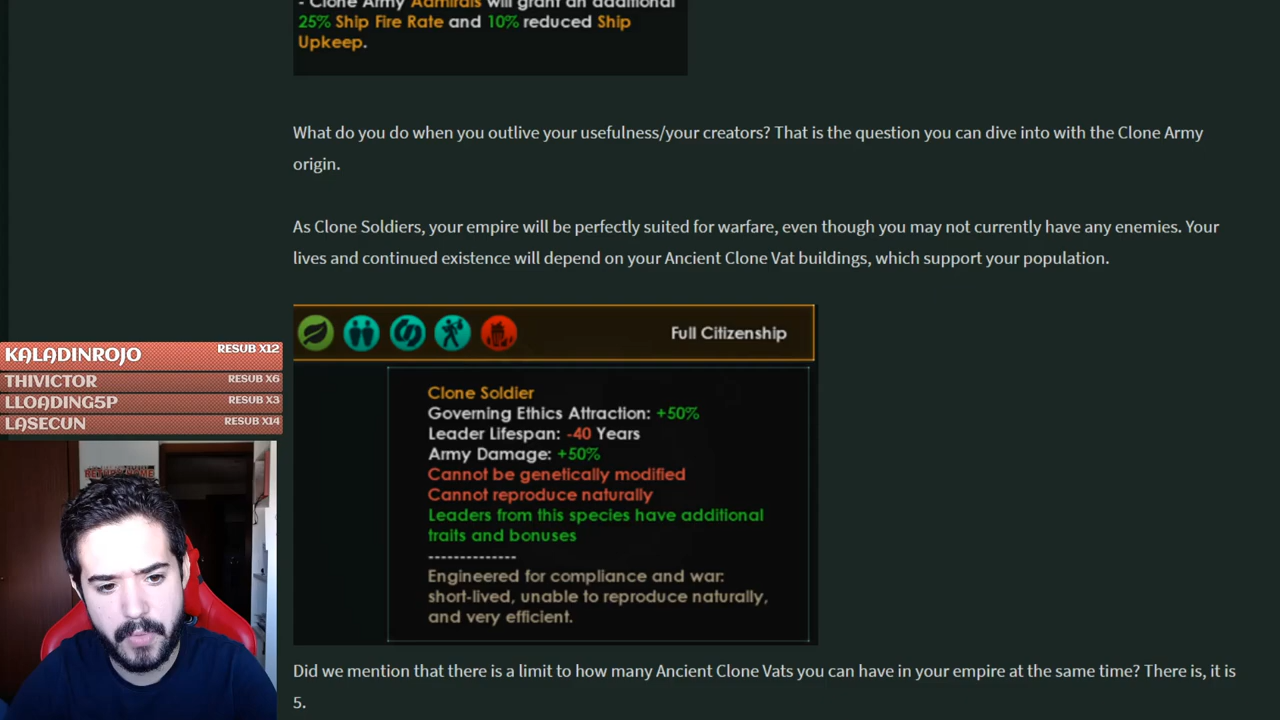 - Clone Army Admirals will grant an additional
25% Ship Fire Rate and 10% reduced Ship
Upkeep.
What do you do when you outlive your usefulness/your creators? That is the question you can dive into with the Clone Army
origin.
As Clone Soldiers, your empire will be perfectly suited for warfare, even though you may not currently have any enemies. Your
lives and continued existence will depend on your Ancient Clone Vat buildings, which support your population.
Full Citizenship
KALADINROJO RESUB X12
THIVICTOR RESUB X6
LLOADING5P RESUB X3
LASECUN RESUB X14
Clone Soldier
Governing Ethics Attraction: +50%
Leader Lifespan: -40 Years
Army Damage: +50%
Cannot be genetically modified
Cannot reproduce naturally
Leaders from this species have additional
traits and bonuses
--------------
Engineered for compliance and war:
short-lived, unable to reproduce naturally,
and very efficient.
Did we mention that there is a limit to how many Ancient Clone Vats you can have in your empire at the same time? There is, it is
5.